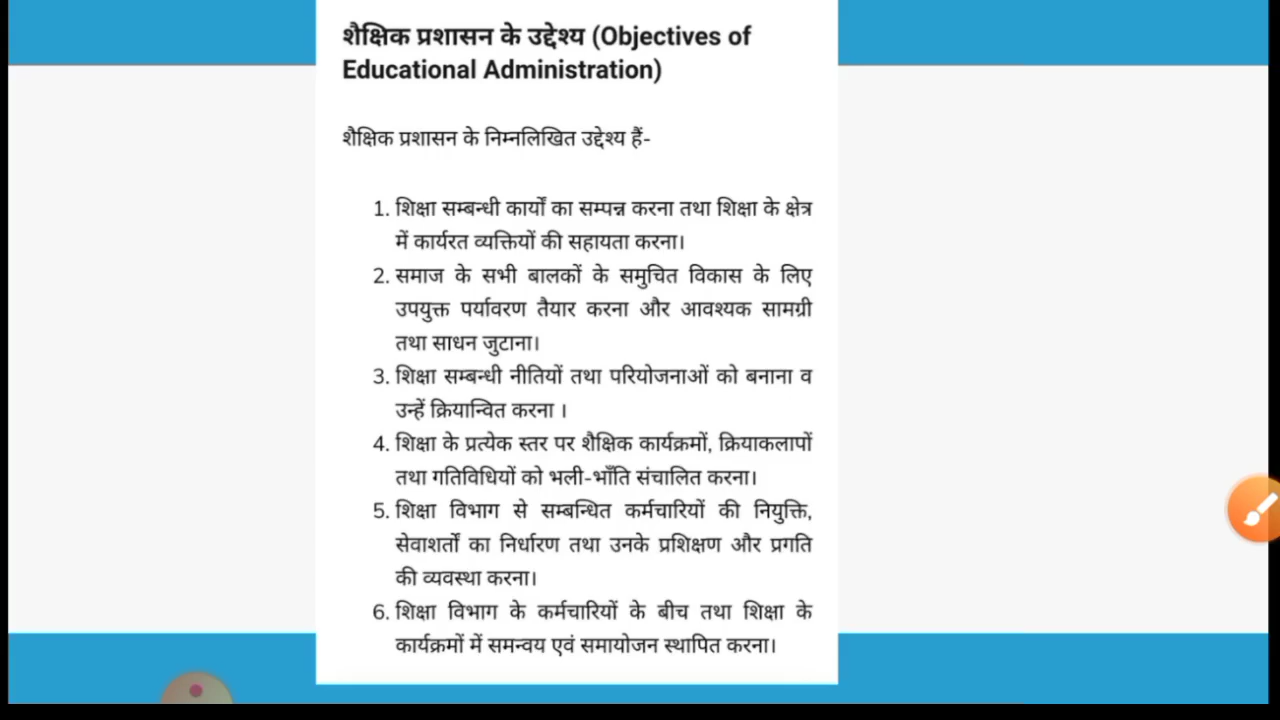 शैक्षिक प्रशासन के उद्देश्य (Objectives of
Educational Administration)
शैक्षिक प्रशासन के निम्नलिखित उद्देश्य हैं-
1. शिक्षा सम्बन्धी कार्यों का सम्पन्न करना तथा शिक्षा के क्षेत्र
में कार्यरत व्यक्तियों की सहायता करना।
2. समाज के सभी बालकों के समुचित विकास के लिए
उपयुक्त पर्यावरण तैयार करना और आवश्यक सामग्री
तथा साधन जुटाना।
3. शिक्षा सम्बन्धी नीतियों तथा परियोजनाओं को बनाना व
उन्हें क्रियान्वित करना ।
4. शिक्षा के प्रत्येक स्तर पर शैक्षिक कार्यक्रमों, क्रियाकलापों
तथा गतिविधियों को भली-भाँति संचालित करना।
5. शिक्षा विभाग से सम्बन्धित कर्मचारियों की नियुक्ति,
सेवाशर्तों का निर्धारण तथा उनके प्रशिक्षण और प्रगति
की व्यवस्था करना।
6. शिक्षा विभाग के कर्मचारियों के बीच तथा शिक्षा के
कार्यक्रमों में समन्वय एवं समायोजन स्थापित करना।